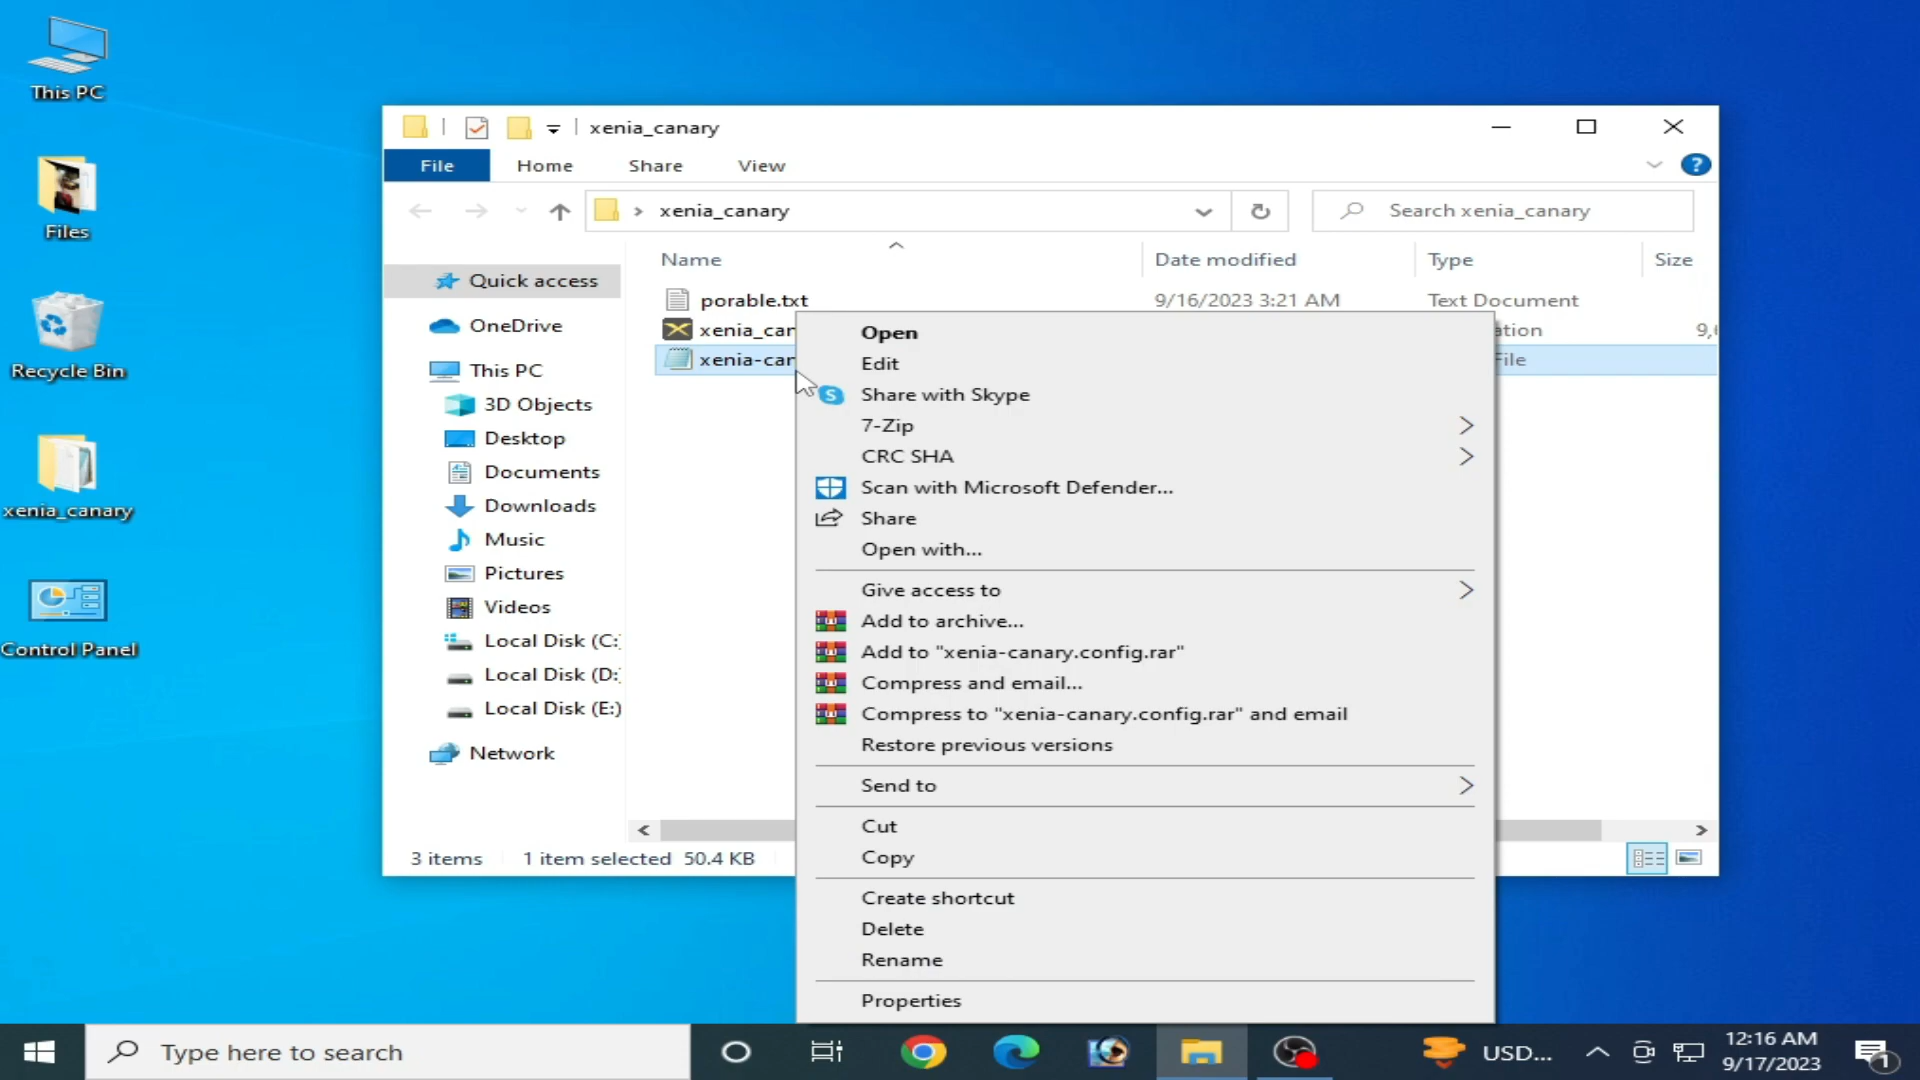 This PC
Files
Recycle Bin
xenia_canary
Control Panel
xenia_canary
File Home Share View
xenia_canary
Search xenia_canary
Name Date modified Type Size
porable.txt 9/16/2023 3:21 AM Text Document
xenia_can ation 9,6
xenia-can File
Quick access
OneDrive
This PC
3D Objects
Desktop
Documents
Downloads
Music
Pictures
Videos
Local Disk (C:
Local Disk (D:
Local Disk (E:)
Network
3 items 1 item selected 50.4 KB
Open
Edit
Share with Skype
7-Zip
CRC SHA
Scan with Microsoft Defender...
Share
Open with...
Give access to
Add to archive...
Add to "xenia-canary.config.rar"
Compress and email...
Compress to "xenia-canary.config.rar" and email
Restore previous versions
Send to
Cut
Copy
Create shortcut
Delete
Rename
Properties
Type here to search
USD...
12:16 AM
9/17/2023
1